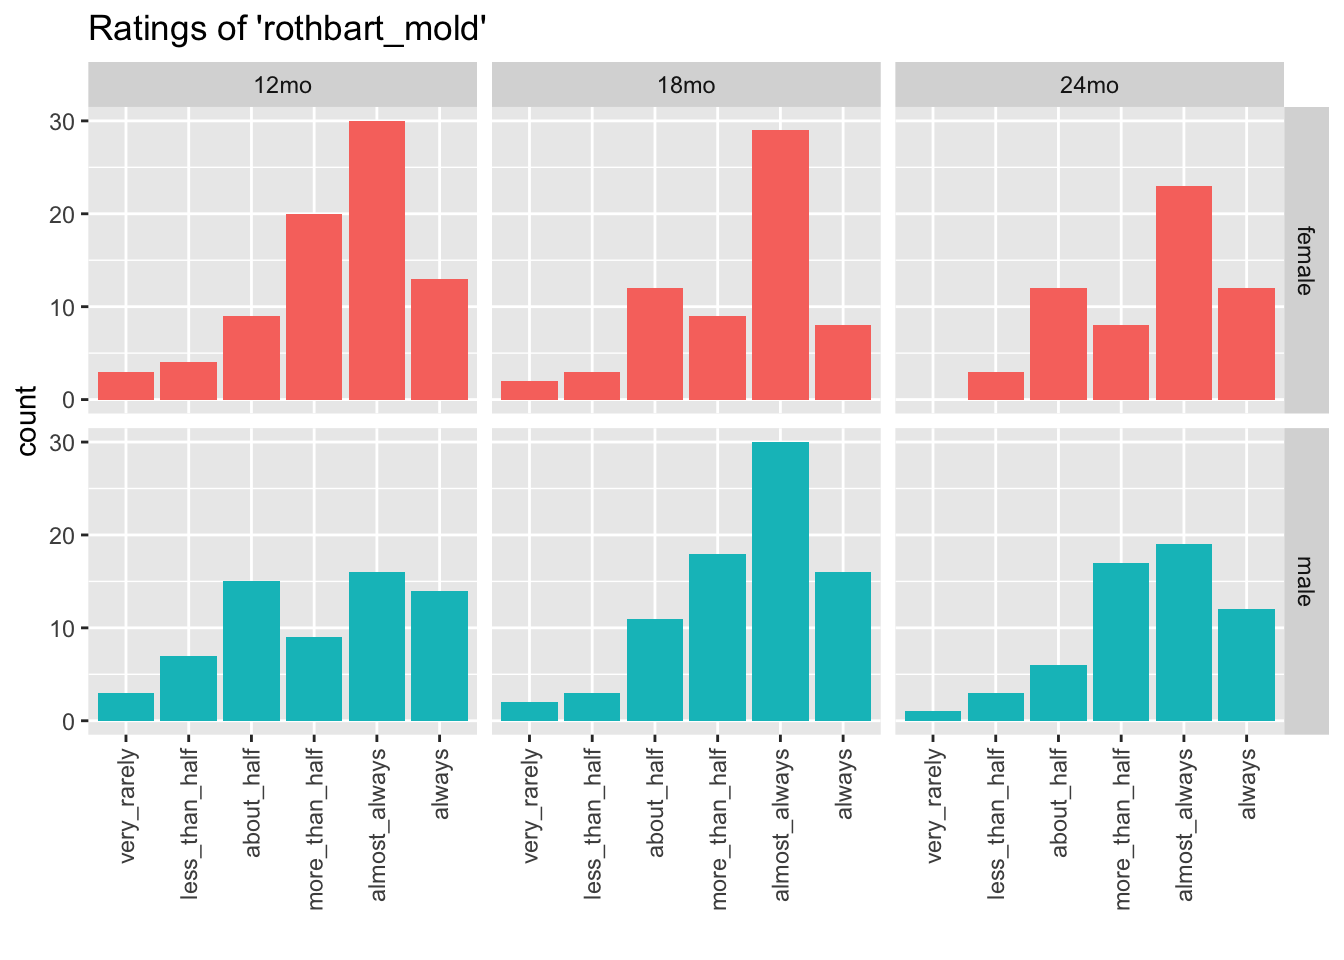 Ratings of 'rothbart_mold'
12mo
18mo
24mo
30
20
10
0
female
count
30
20
10
0
male
very_rarely
less_than_half
about_half
more_than_half
almost_always
always
very_rarely
less_than_half
about_half
more_than_half
almost_always
always
very_rarely
less_than_half
about_half
more_than_half
almost_always
always